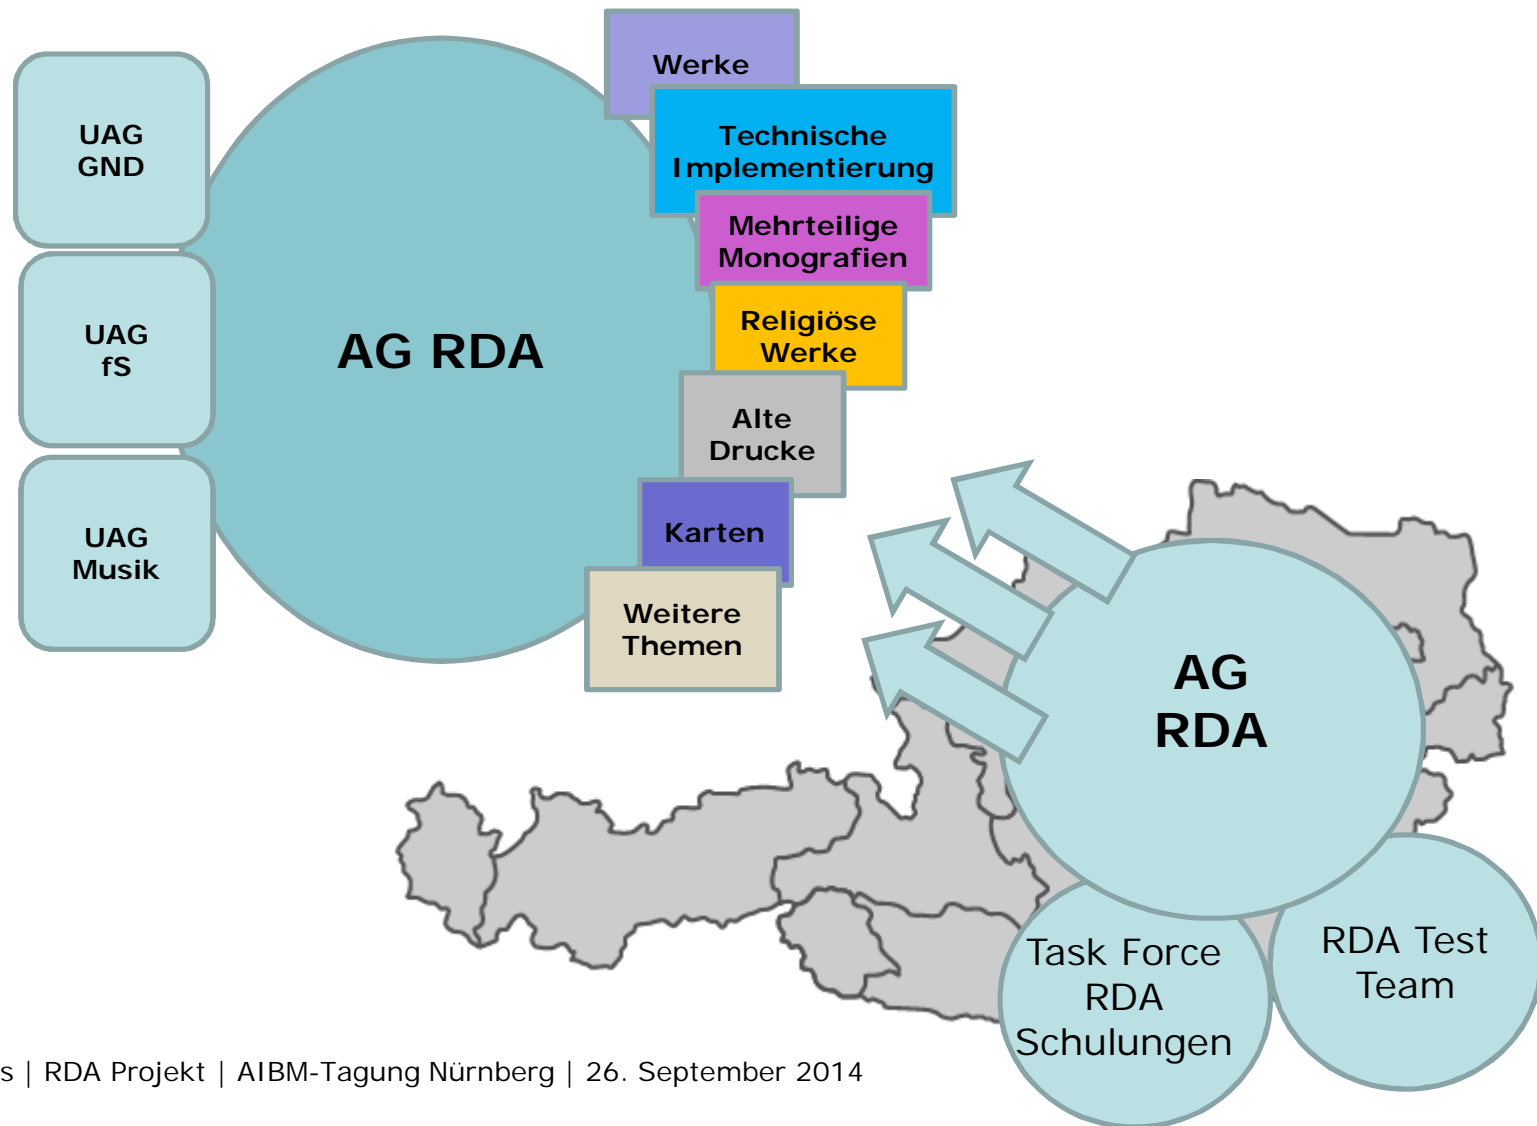 UAG
GND
UAG
fS
UAG
Musik
AG RDA
Werke
Technische
Implementierung
Mehrteilige
Monografien
Religiöse
Werke
Alte
Drucke
Karten
Weitere
Themen
AG
RDA
Task Force
RDA
Schulungen
RDA Test
Team
s | RDA Projekt | AIBM-Tagung Nürnberg | 26. September 2014